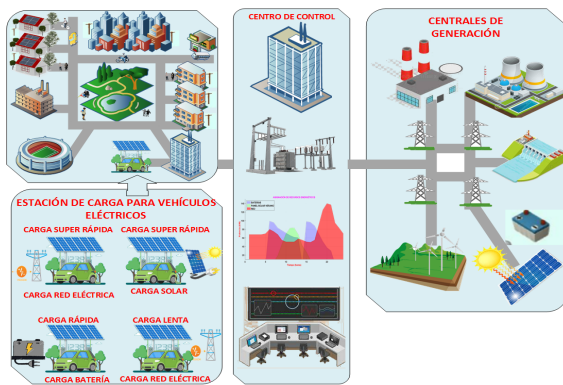 CENTRO DE CONTROL
CENTRALES DE
GENERACIÓN
ESTACIÓN DE CARGA PARA VEHÍCULOS
ELÉCTRICOS
CARGA SUPER RÁPIDA
CARGA SUPER RÁPIDA
CARGA RED ELÉCTRICA
CARGA SOLAR
CARGA RÁPIDA
CARGA LENTA
CARGA BATERÍA
CARGA RED ELÉCTRICA